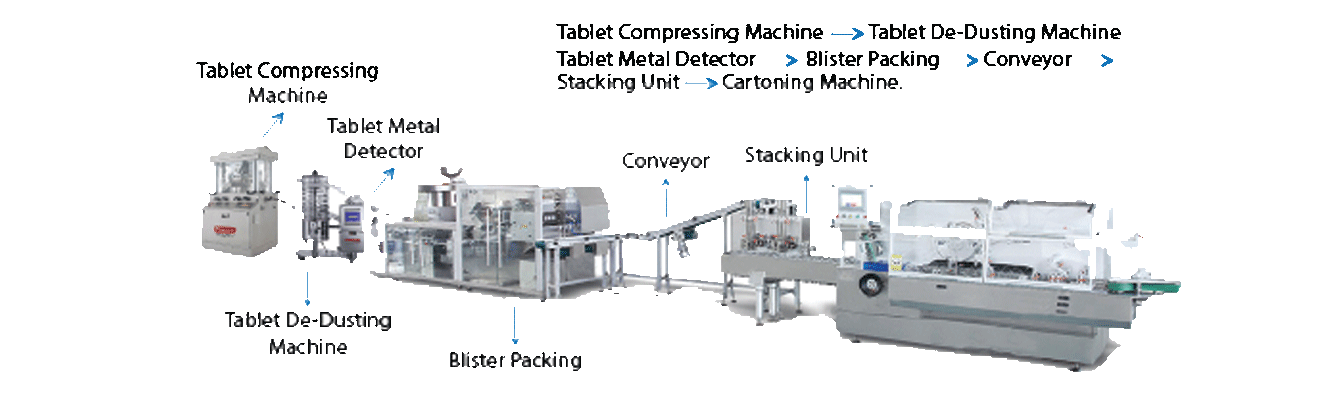 Tablet Compressing Machine → Tablet De-Dusting Machine
Tablet Metal Detector > Blister Packing > Conveyor >
Stacking Unit → Cartoning Machine.
Tablet Compressing
Machine
Tablet Metal
Detector
Conveyor
Stacking Unit
Tablet De-Dusting
Machine
Blister Packing